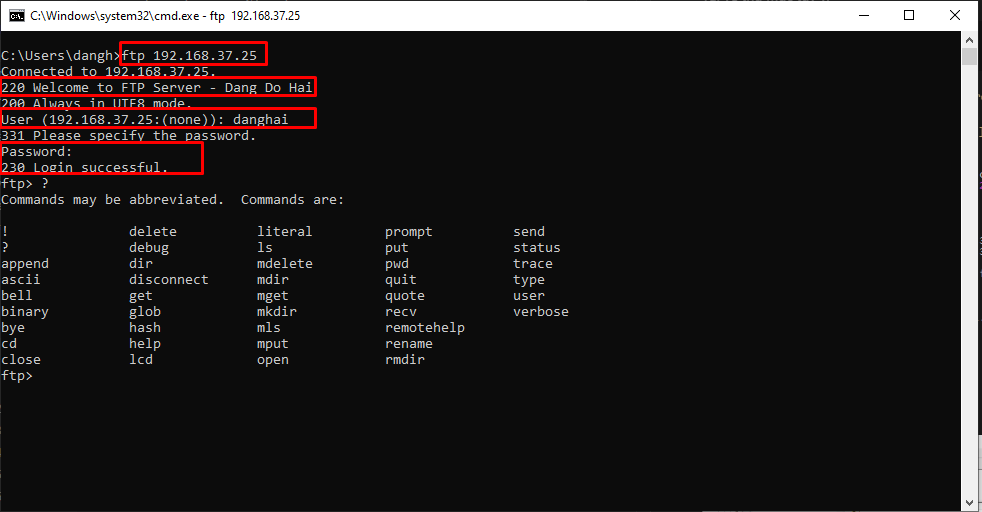 C:\Windows\system32\cmd.exe - ftp  192.168.37.25
C:\Users\dangh>ftp 192.168.37.25
Connected to 192.168.37.25.
220 Welcome to FTP Server - Dang Do Hai
200 Always in UTF8 mode.
User (192.168.37.25:(none)): danghai
331 Please specify the password.
Password:
230 Login successful.
ftp> ?
Commands may be abbreviated.  Commands are:
!               delete          literal         prompt          send
?               debug           ls              put             status
append          dir             mdelete         pwd             trace
ascii           disconnect      mdir            quit            type
bell            get             mget            quote           user
binary          glob            mkdir           recv            verbose
bye             hash            mls             remotehelp
cd              help            mput            rename
close           lcd             open            rmdir
ftp>